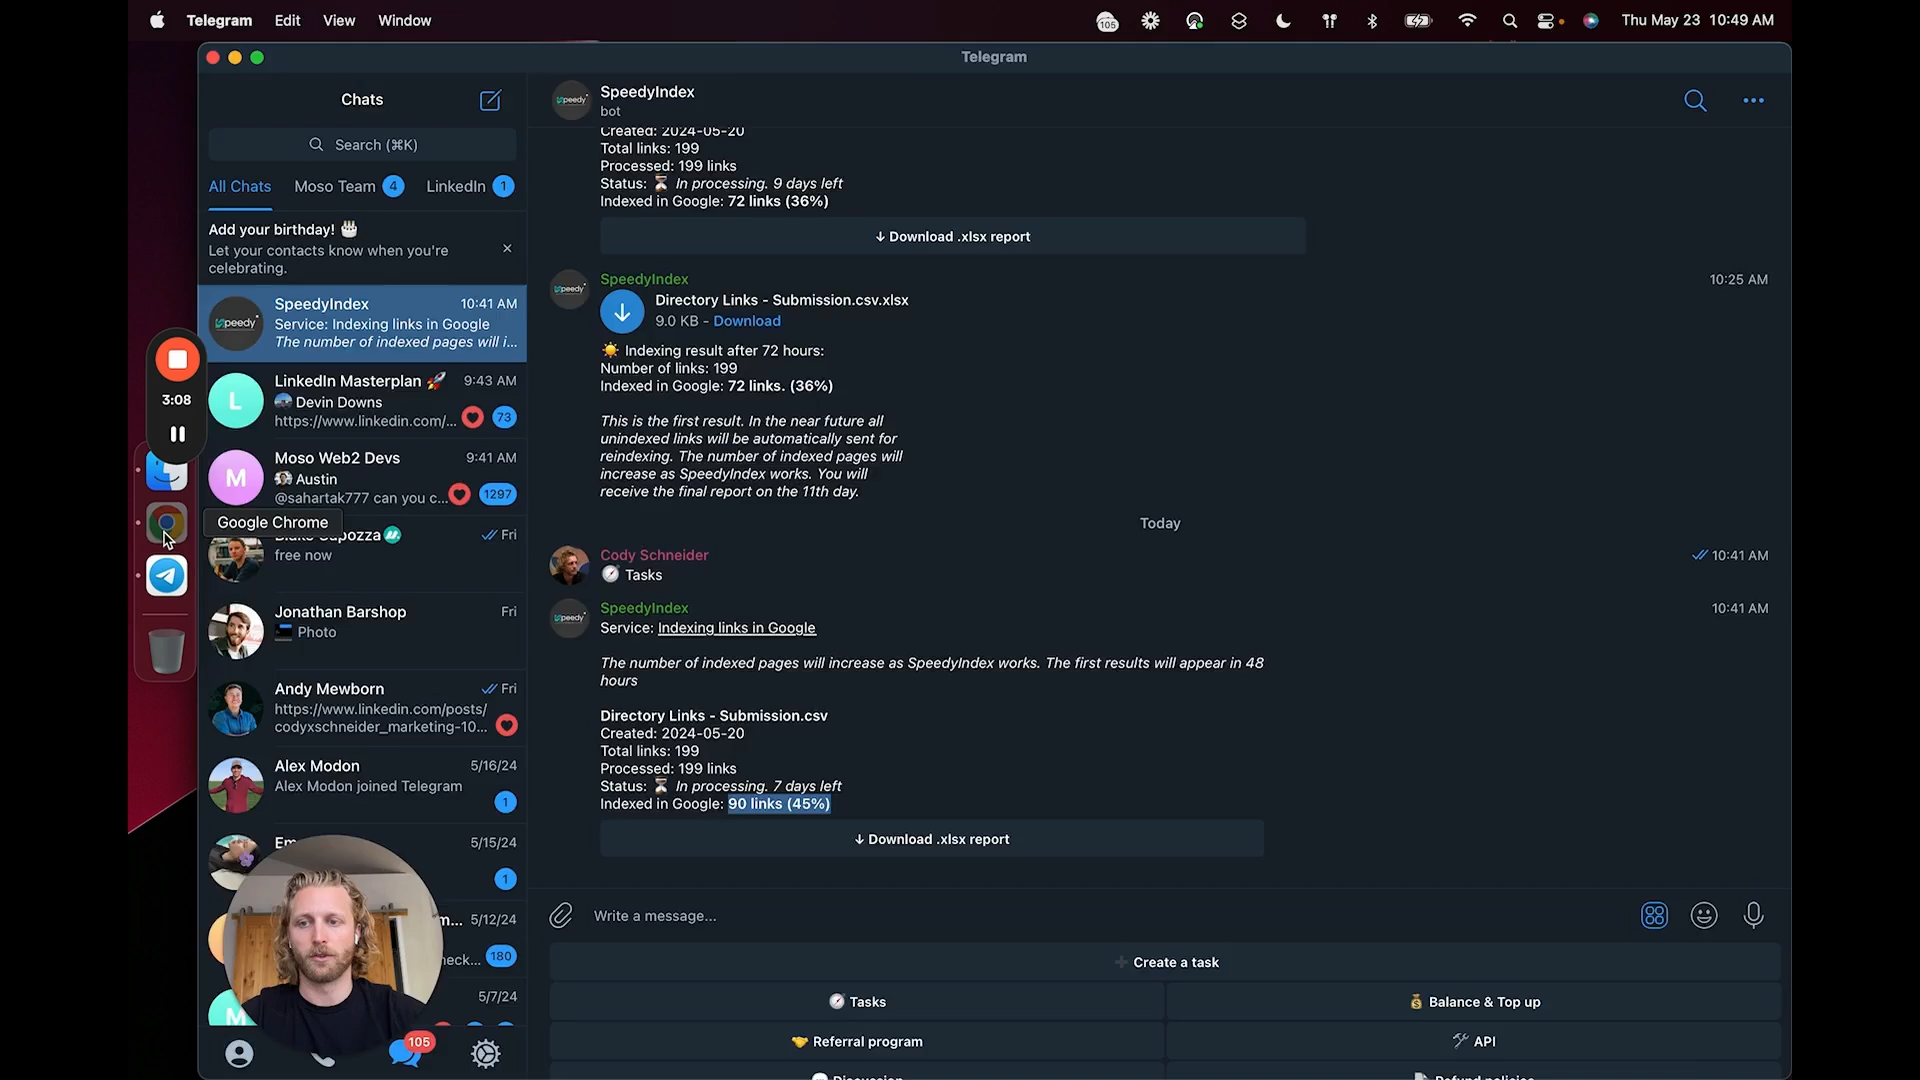 Telegram Edit View Window
105
Thu May 23 10:49 AM
Telegram
Chats
Search (⌘K)
All Chats Moso Team 4 LinkedIn 1
Add your birthday! 🎂
Let your contacts know when you're
celebrating.
Speedy
SpeedyIndex 10:41 AM
Service: Indexing links in Google
The number of indexed pages will i...
3:08
L
LinkedIn Masterplan 🚀 9:43 AM
Devin Downs
https://www.linkedin.com/... 73
M
Moso Web2 Devs 9:41 AM
Austin
@sahartak777 can you c... 1297
Google Chrome
Fri
free now
Jonathan Barshop Fri
Photo
Andy Mewborn Fri
https://www.linkedin.com/posts/
codyxschneider_marketing-10...
Alex Modon 5/16/24
Alex Modon joined Telegram
1
5/15/24
1
m... 5/12/24
heck... 180
5/7/24
M
105
Speedy
SpeedyIndex
bot
Created: 2024-05-20
Total links: 199
Processed: 199 links
Status: ⏳ In processing. 9 days left
Indexed in Google: 72 links (36%)
↓ Download .xlsx report
Speedy
SpeedyIndex 10:25 AM
Directory Links - Submission.csv.xlsx
9.0 KB - Download
☀️ Indexing result after 72 hours:
Number of links: 199
Indexed in Google: 72 links. (36%)
This is the first result. In the near future all
unindexed links will be automatically sent for
reindexing. The number of indexed pages will
increase as SpeedyIndex works. You will
receive the final report on the 11th day.
Today
Cody Schneider 10:41 AM
🧭 Tasks
Speedy
SpeedyIndex 10:41 AM
Service: Indexing links in Google
The number of indexed pages will increase as SpeedyIndex works. The first results will appear in 48
hours
Directory Links - Submission.csv
Created: 2024-05-20
Total links: 199
Processed: 199 links
Status: ⏳ In processing. 7 days left
Indexed in Google: 90 links (45%)
↓ Download .xlsx report
Write a message...
➕ Create a task
🧭 Tasks
💰 Balance & Top up
🤝 Referral program
🛠 API